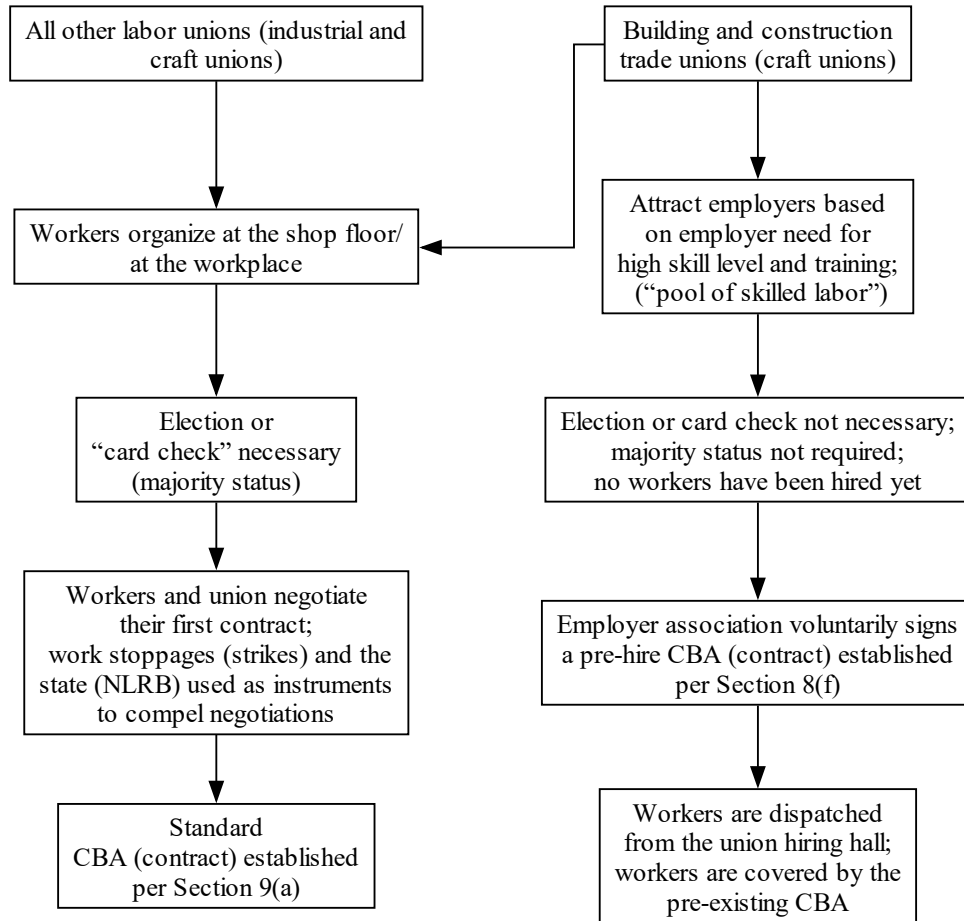 All other labor unions (industrial and
craft unions)
Building and construction
trade unions (craft unions)
Workers organize at the shop floor/
at the workplace
Attract employers based
on employer need for
high skill level and training;
(“pool of skilled labor”)
Election or
“card check” necessary
(majority status)
Election or card check not necessary;
majority status not required;
no workers have been hired yet
Workers and union negotiate
their first contract;
work stoppages (strikes) and the
state (NLRB) used as instruments
to compel negotiations
Employer association voluntarily signs
a pre-hire CBA (contract) established
per Section 8(f)
Standard
CBA (contract) established
per Section 9(a)
Workers are dispatched
from the union hiring hall;
workers are covered by the
pre-existing CBA